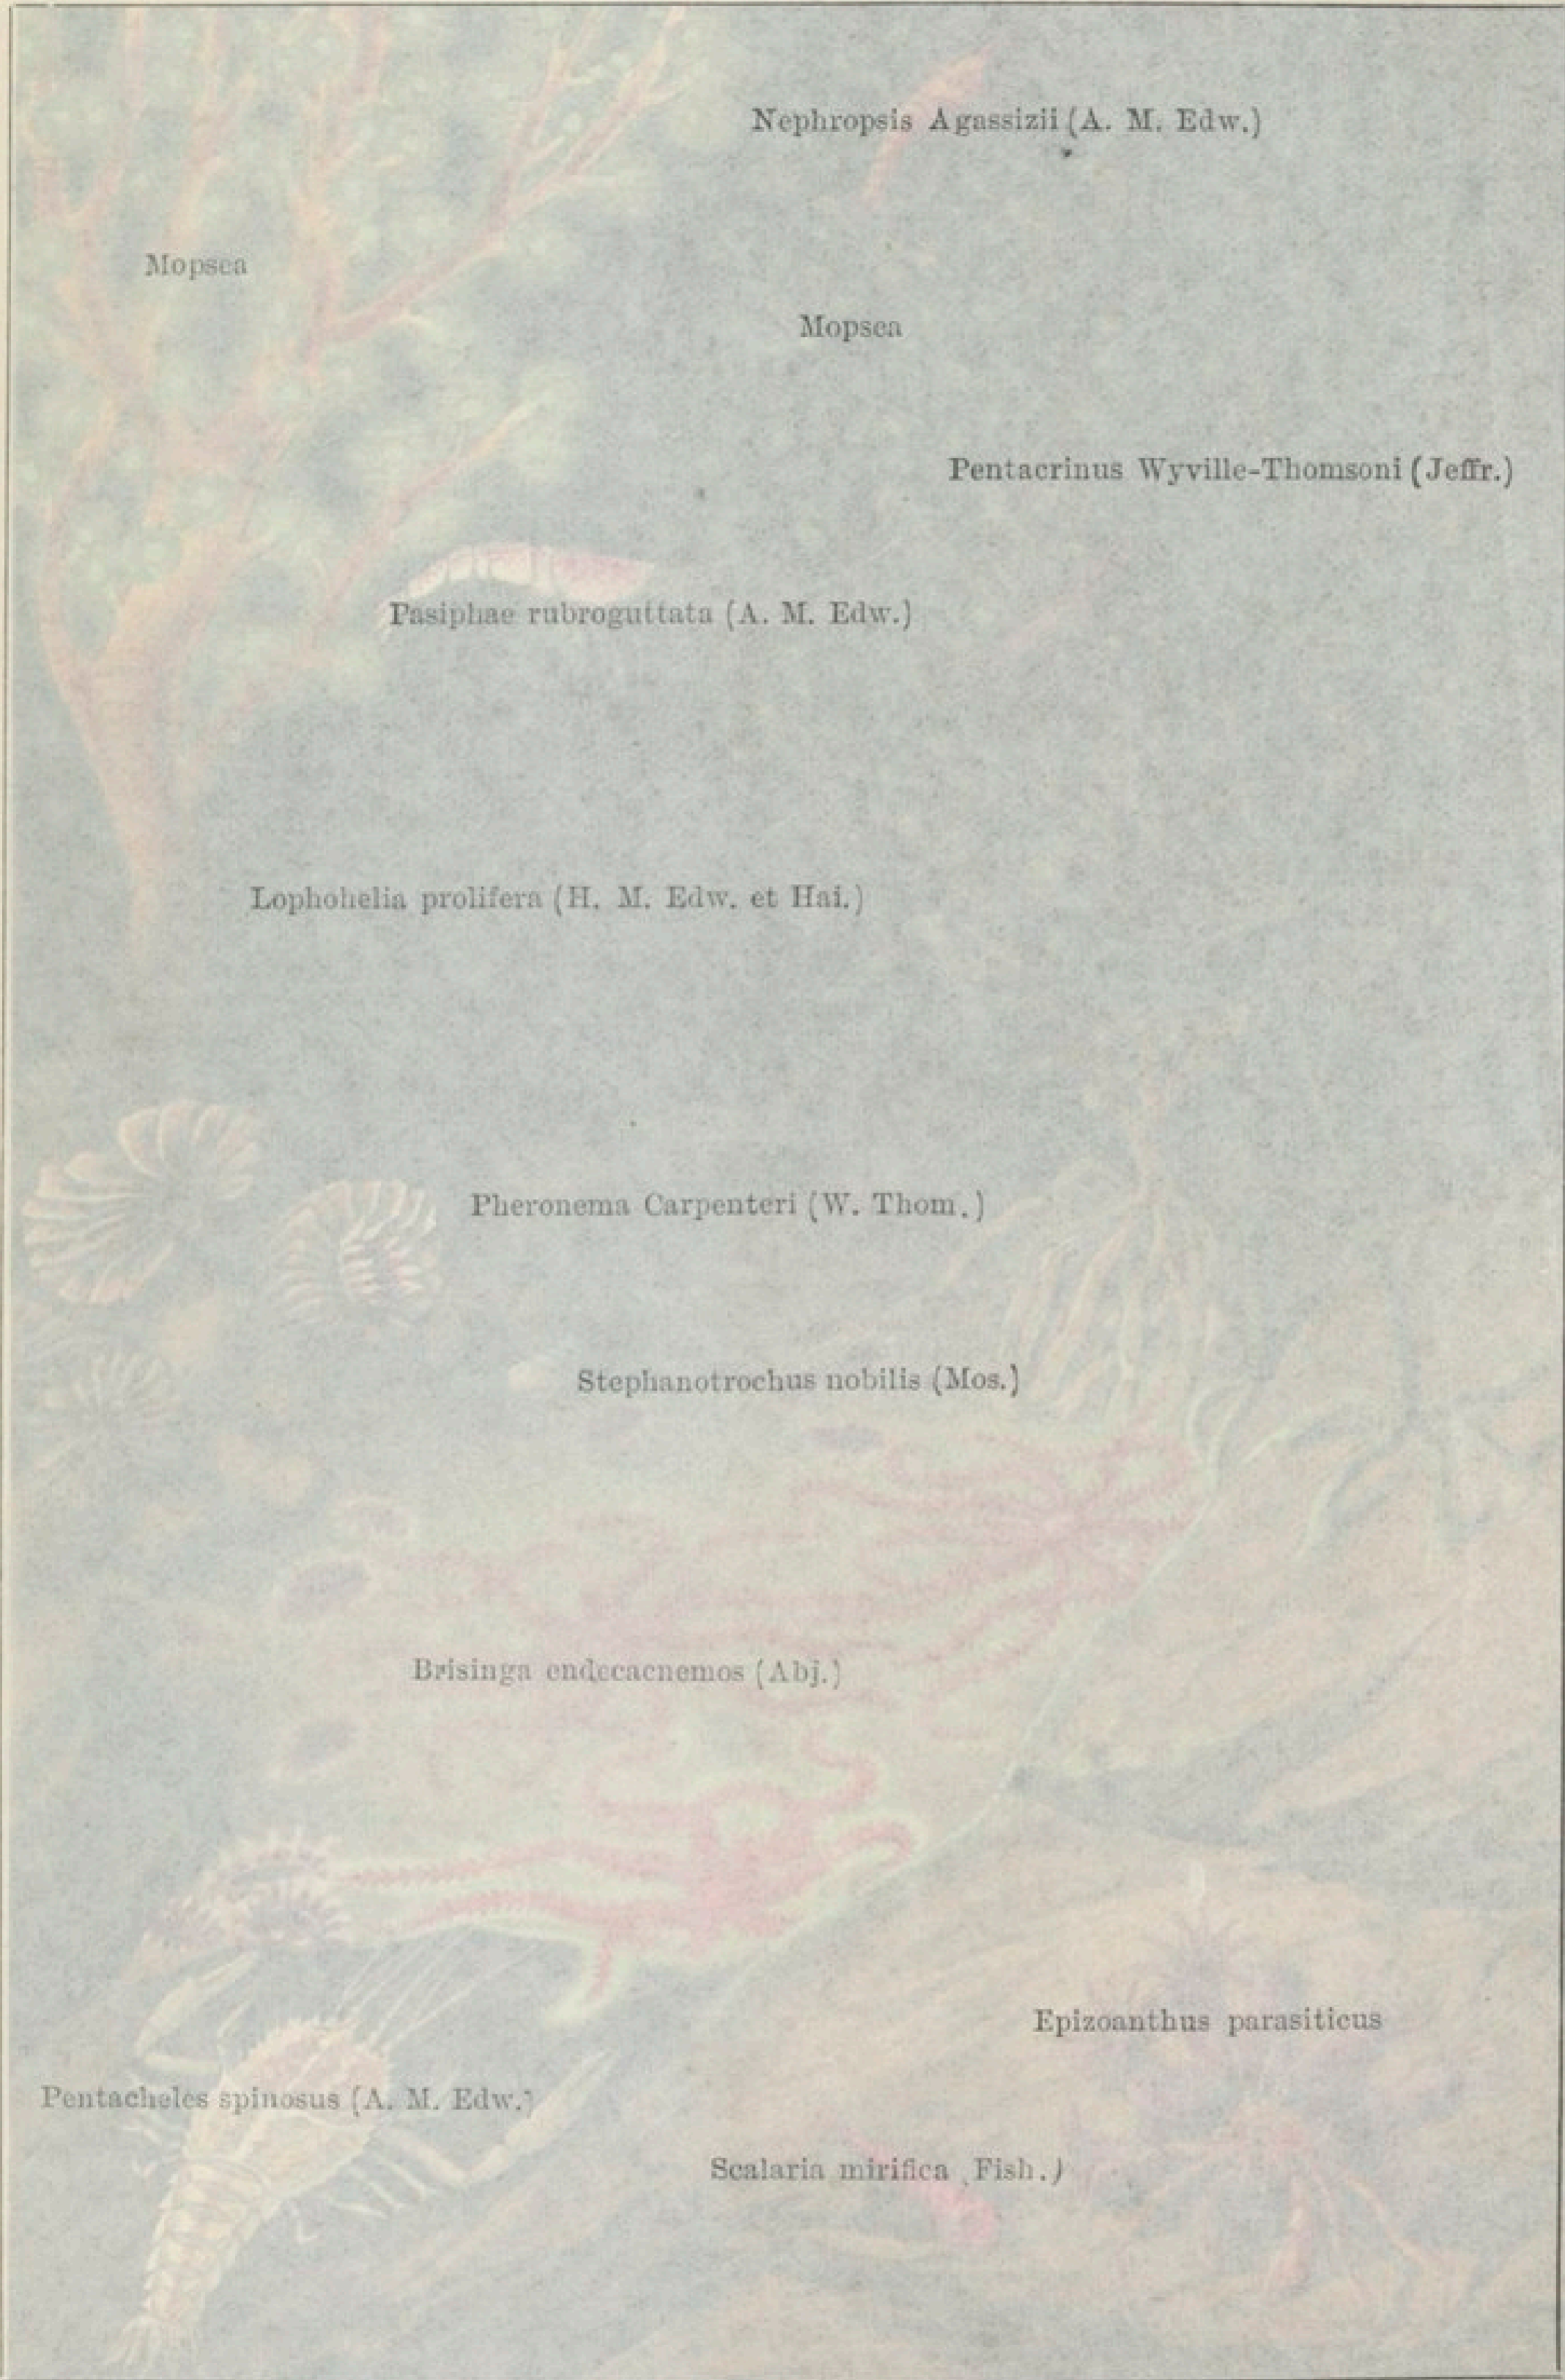 Nephropsis Agassizii (A. M. Edw.)
Mopsea
Mopsea
Pentacrinus Wyville-Thomsoni (Jeffr.)
Pasiphae rubroguttata (A. M. Edw.)
Lophohelia prolifera (H. M. Edw. et Hai.)
Pheronema Carpenteri (W. Thom.)
Stephanotrochus nobilis (Mos.)
Brisinga endecacnemos (Abj.)
Epizoanthus parasiticus
Pentacheles spinosus (A. M. Edw.)
Scalaria mirifica (Fish.)